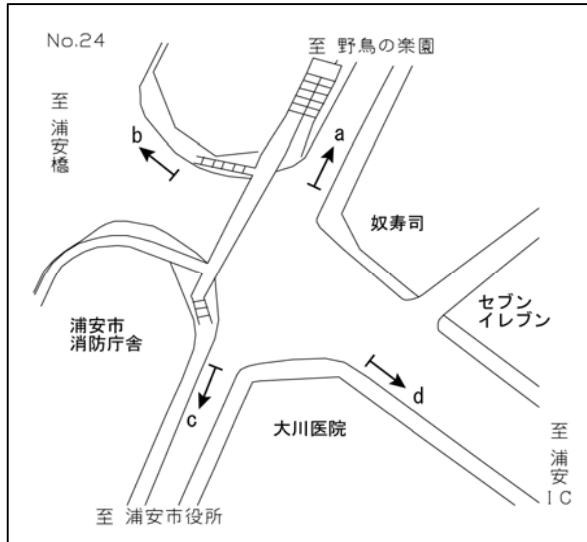 No.24
至 野鳥の楽園
至 浦安橋
b
a
奴寿司
セブン
イレブン
浦安市
消防庁舎
c
d
大川医院
至 浦安IC
至 浦安市役所